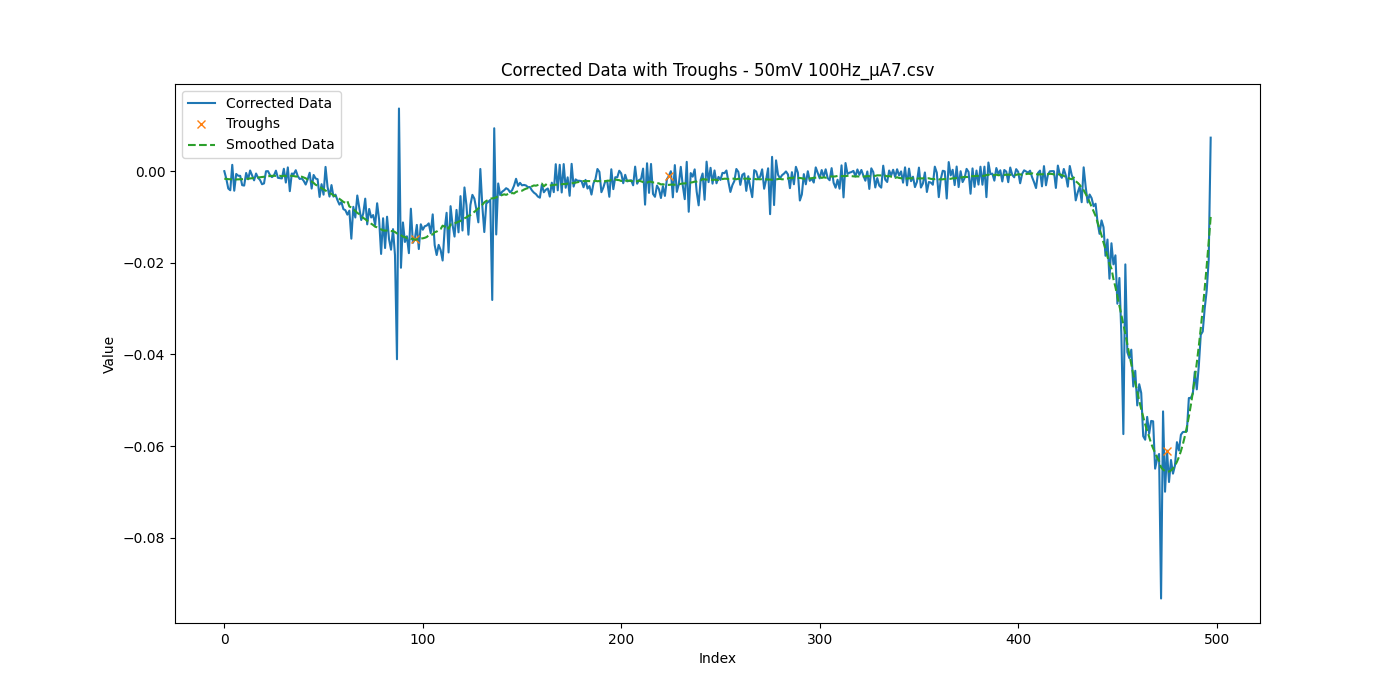 Corrected Data with Troughs - 50mV 100Hz_µA7.csv
Corrected Data
Troughs
Smoothed Data
0.00
−0.02
−0.04
−0.06
−0.08
Value
0
100
200
300
400
500
Index